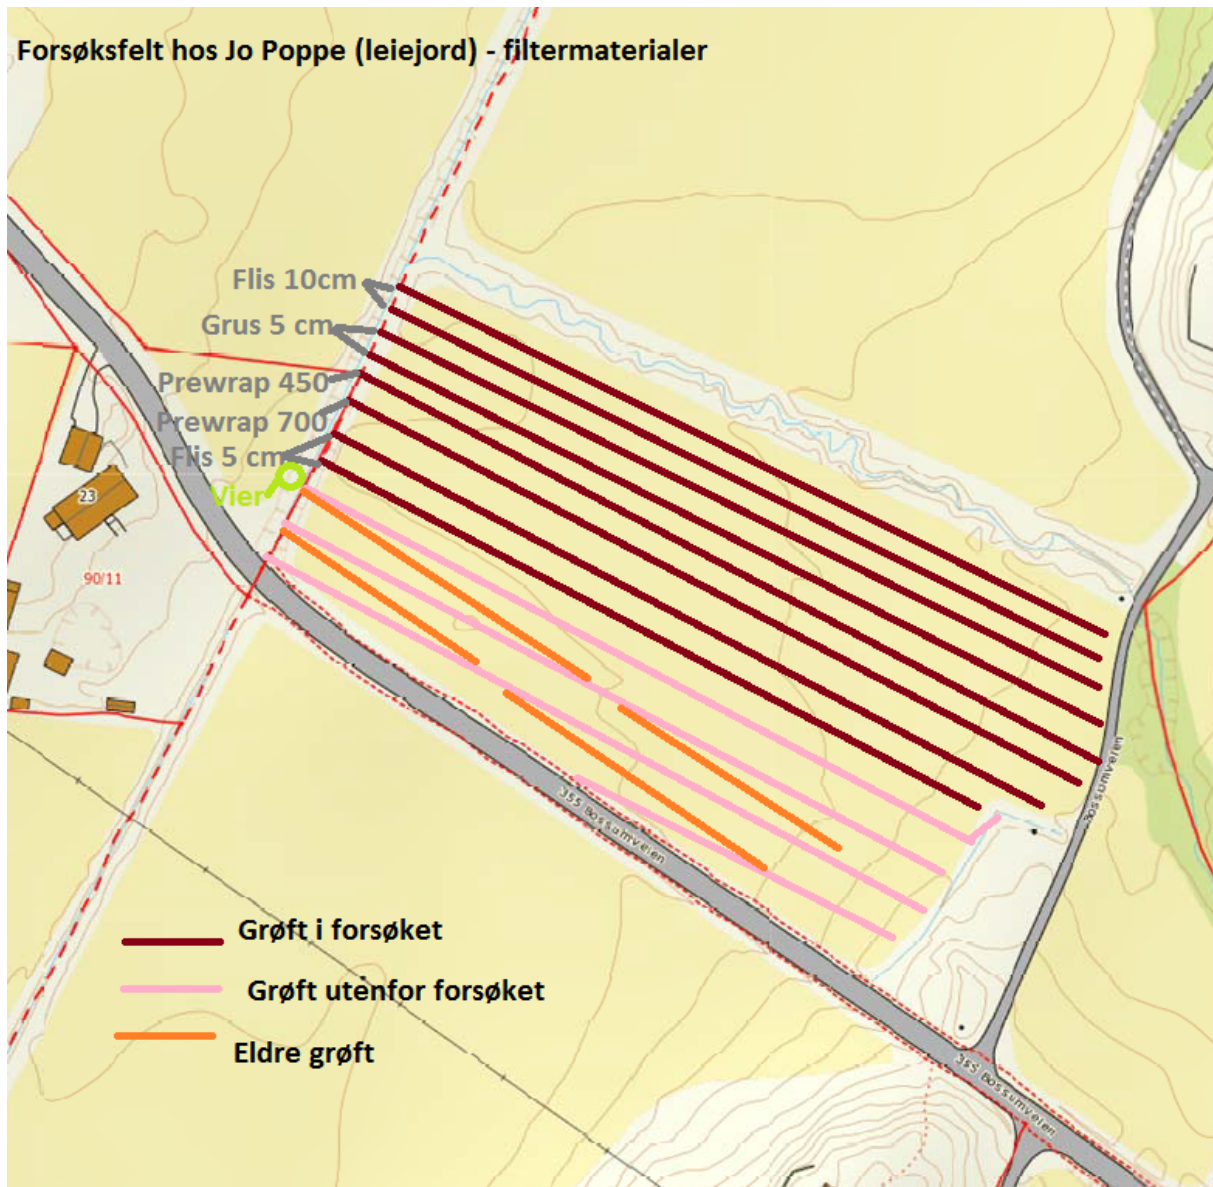 Forsøksfelt hos Jo Poppe (leiejord) - filtermaterialer
Flis 10cm
Grus 5 cm
Prewrap 450
Prewrap 700
Flis 5 cm
Vier
23
90/11
Bossumveien
355 Bossumveien
Grøft i forsøket
Grøft utenfor forsøket
Eldre grøft
355 Bossumveien